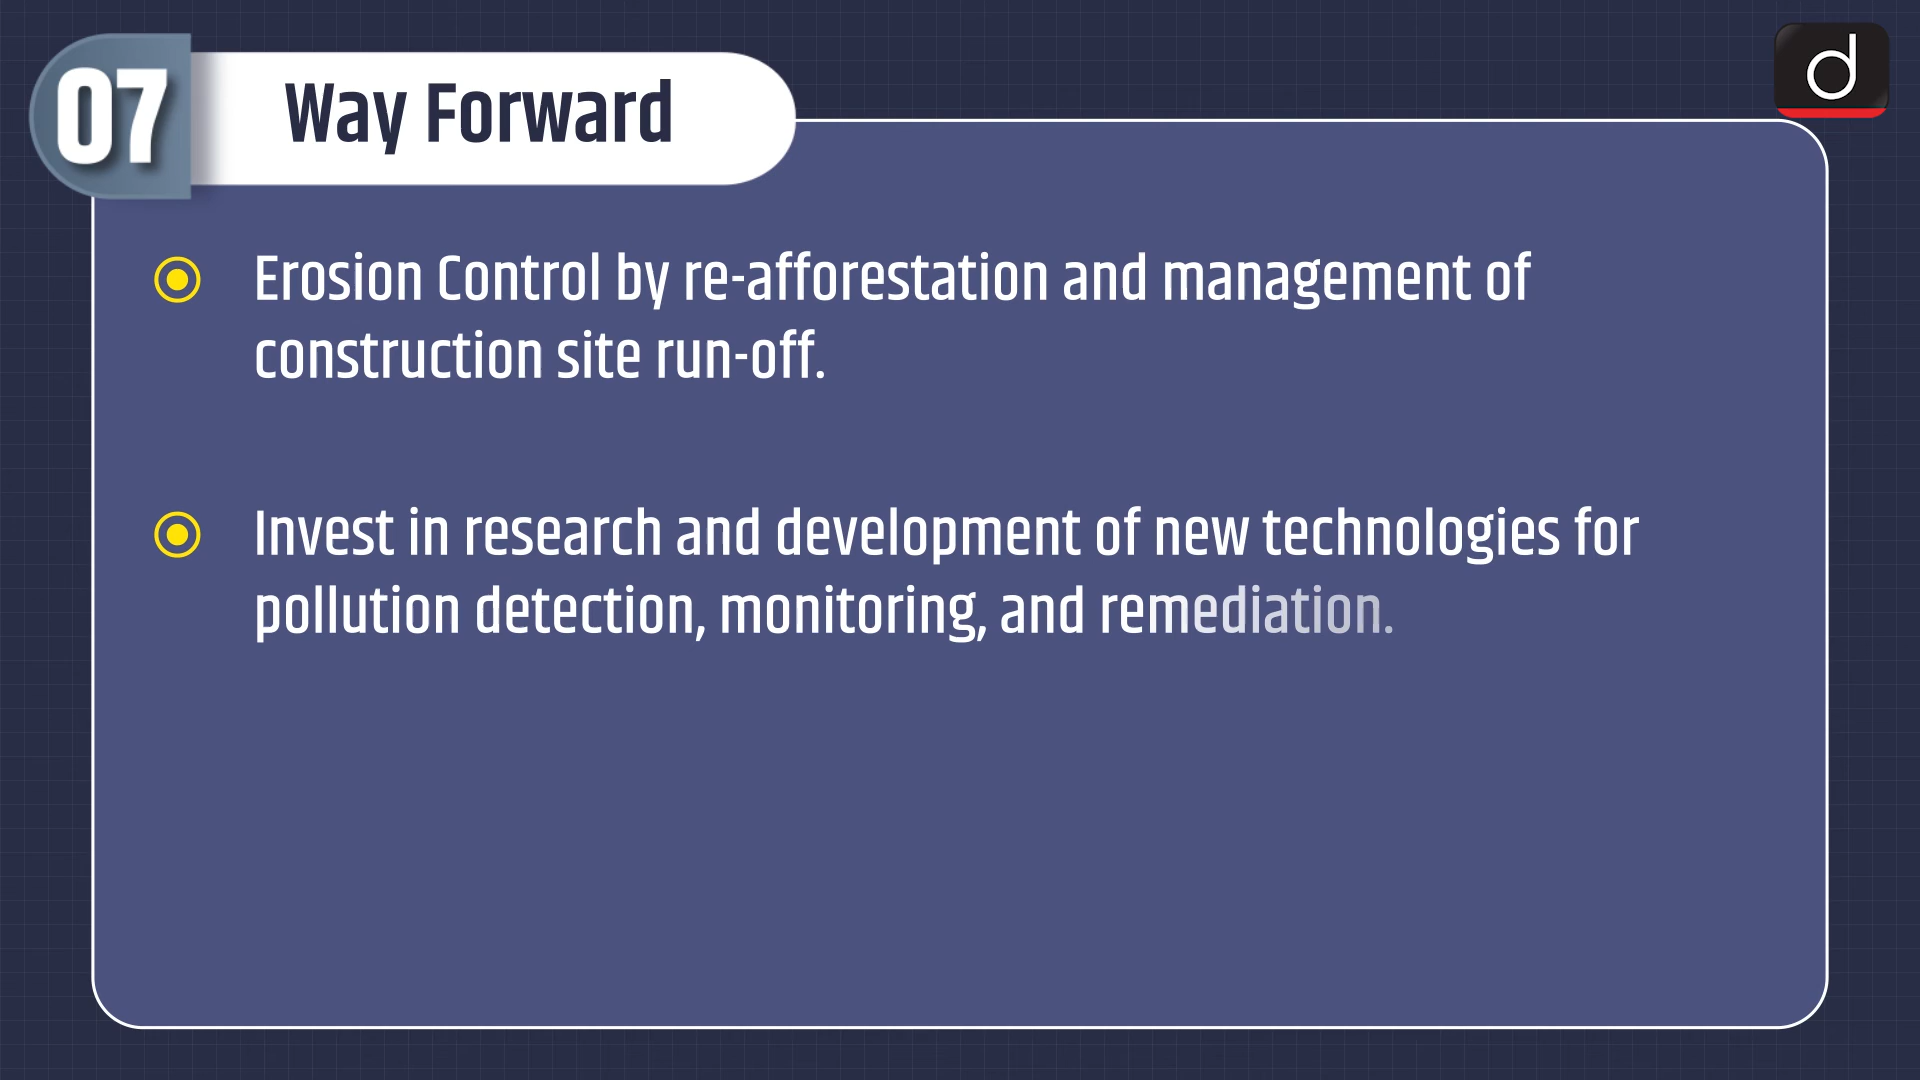 07
Way Forward
d
Erosion Control by re-afforestation and management of
construction site run-off.
Invest in research and development of new technologies for
pollution detection, monitoring, and remediation.